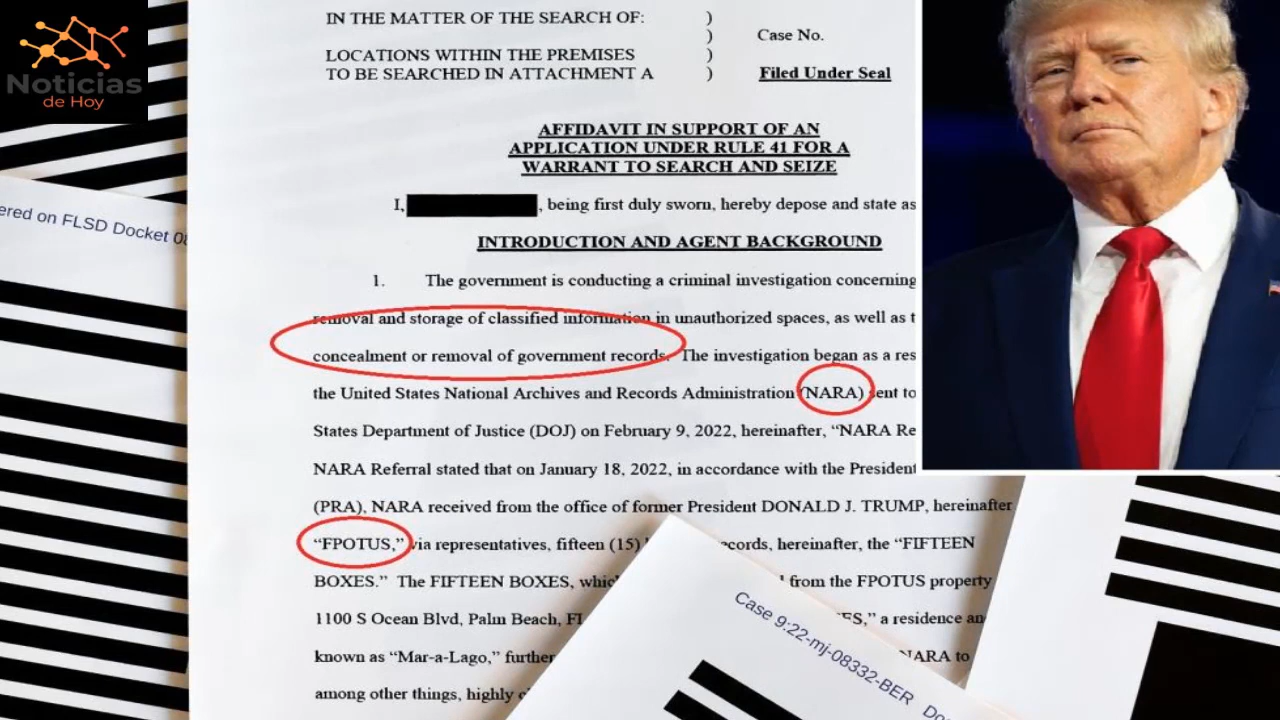 Noticias
de Hoy
IN THE MATTER OF THE SEARCH OF: )
) Case No.
LOCATIONS WITHIN THE PREMISES )
TO BE SEARCHED IN ATTACHMENT A ) Filed Under Seal
AFFIDAVIT IN SUPPORT OF AN
APPLICATION UNDER RULE 41 FOR A
WARRANT TO SEARCH AND SEIZE
I, , being first duly sworn, hereby depose and state as
INTRODUCTION AND AGENT BACKGROUND
1. The government is conducting a criminal investigation concerning
removal and storage of classified information in unauthorized spaces, as well as t
concealment or removal of government records. The investigation began as a res
the United States National Archives and Records Administration (NARA) sent to
States Department of Justice (DOJ) on February 9, 2022, hereinafter, “NARA Re
NARA Referral stated that on January 18, 2022, in accordance with the President
(PRA), NARA received from the office of former President DONALD J. TRUMP, hereinafter
“FPOTUS,” via representatives, fifteen (15) ecords, hereinafter, the “FIFTEEN
BOXES.” The FIFTEEN BOXES, whic from the FPOTUS property
1100 S Ocean Blvd, Palm Beach, FL ES,” a residence an
known as “Mar-a-Lago,” further NARA to
among other things, highly c
ered on FLSD Docket 08
Case 9:22-mj-08332-BER Do